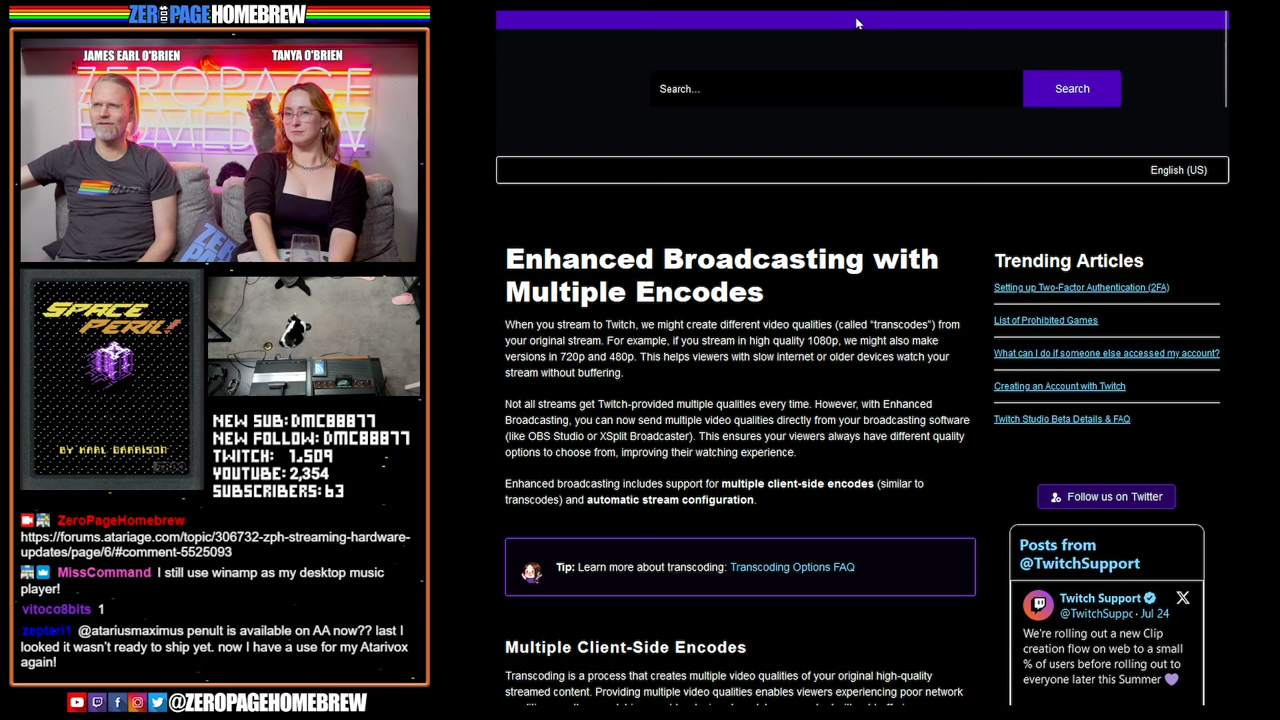 ZEROPAGEHOMEBREW
JAMES EARL O'BRIEN
TANYA O'BRIEN
ZEROPAGE
HOMEBREW
SPACE
PERIL!
BY KARL GARRISON
NEW SUB: DMC88877
NEW FOLLOW: DMC88877
TWITCH: 1,509
YOUTUBE: 2,354
SUBSCRIBERS: 63
ZeroPageHomebrew
https://forums.atariage.com/topic/306732-zph-streaming-hardware-
updates/page/6/#comment-5525093
MissCommand I still use winamp as my desktop music
player!
vitoco8bits 1
zepteri1 @atariusmaximus penult is available on AA now?? last I
looked it wasn't ready to ship yet. now I have a use for my Atarivox
again!
@ZEROPAGEHOMEBREW
Search...
Search
English (US)
Enhanced Broadcasting with
Multiple Encodes
When you stream to Twitch, we might create different video qualities (called "transcodes") from
your original stream. For example, if you stream in high quality 1080p, we might also make
versions in 720p and 480p. This helps viewers with slow internet or older devices watch your
stream without buffering.
Not all streams get Twitch-provided multiple qualities every time. However, with Enhanced
Broadcasting, you can now send multiple video qualities directly from your broadcasting software
(like OBS Studio or XSplit Broadcaster). This ensures your viewers always have different quality
options to choose from, improving their watching experience.
Enhanced broadcasting includes support for multiple client-side encodes (similar to
transcodes) and automatic stream configuration.
Tip: Learn more about transcoding: Transcoding Options FAQ
Multiple Client-Side Encodes
Transcoding is a process that creates multiple video qualities of your original high-quality
streamed content. Providing multiple video qualities enables viewers experiencing poor network
Trending Articles
Setting up Two-Factor Authentication (2FA)
List of Prohibited Games
What can I do if someone else accessed my account?
Creating an Account with Twitch
Twitch Studio Beta Details & FAQ
Follow us on Twitter
Posts from
@TwitchSupport
Twitch Support
@TwitchSuppc · Jul 24
We're rolling out a new Clip
creation flow on web to a small
% of users before rolling out to
everyone later this Summer